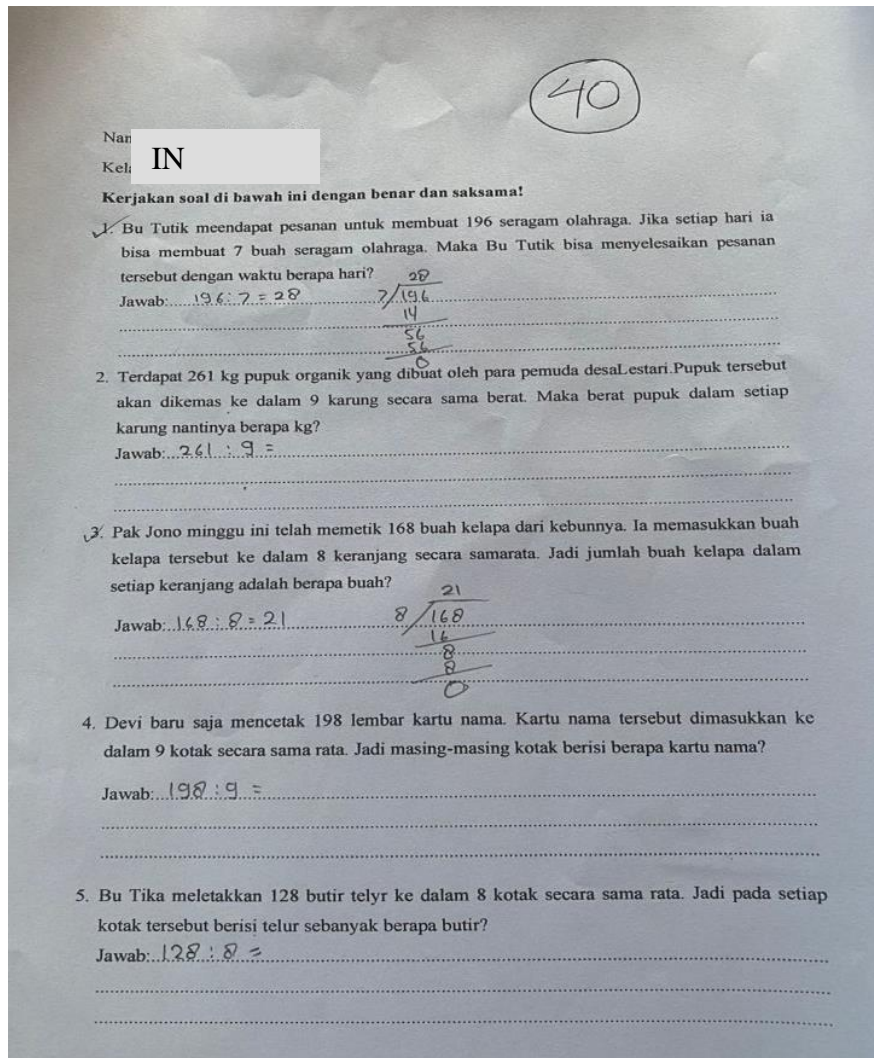 40
Nan
IN
Kela
Kerjakan soal di bawah ini dengan benar dan saksama!
1. Bu Tutik meendapat pesanan untuk membuat 196 seragam olahraga. Jika setiap hari ia
bisa membuat 7 buah seragam olahraga. Maka Bu Tutik bisa menyelesaikan pesanan
tersebut dengan waktu berapa hari?
Jawab: 196 : 7 = 28
28
7/196
14
56
56
0
2. Terdapat 261 kg pupuk organik yang dibuat oleh para pemuda desaLestari.Pupuk tersebut
akan dikemas ke dalam 9 karung secara sama berat. Maka berat pupuk dalam setiap
karung nantinya berapa kg?
Jawab: 261 : 9 =
3. Pak Jono minggu ini telah memetik 168 buah kelapa dari kebunnya. Ia memasukkan buah
kelapa tersebut ke dalam 8 keranjang secara samarata. Jadi jumlah buah kelapa dalam
setiap keranjang adalah berapa buah?
Jawab: 168 : 8 = 21
21
8/168
16
8
8
0
4. Devi baru saja mencetak 198 lembar kartu nama. Kartu nama tersebut dimasukkan ke
dalam 9 kotak secara sama rata. Jadi masing-masing kotak berisi berapa kartu nama?
Jawab: 198 : 9 =
5. Bu Tika meletakkan 128 butir telyr ke dalam 8 kotak secara sama rata. Jadi pada setiap
kotak tersebut berisi telur sebanyak berapa butir?
Jawab: 128 : 8 =